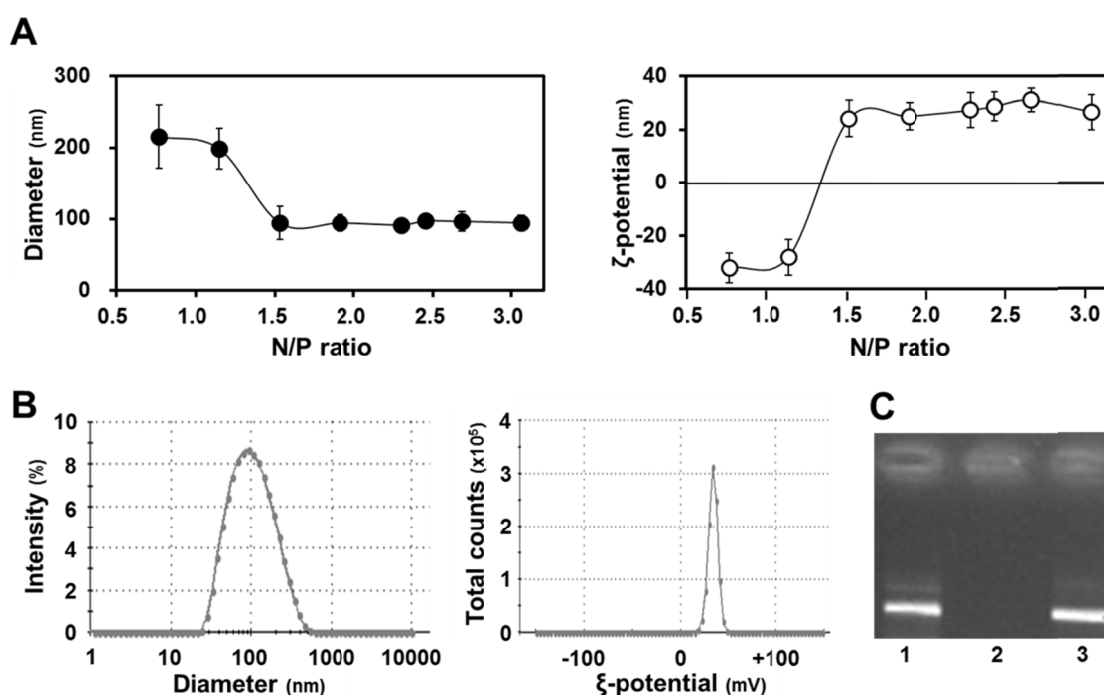 A
Diameter (nm)
300
200
100
0
0.5 1.0 1.5 2.0 2.5 3.0
N/P ratio
ζ-potential (nm)
40
20
0
-20
-40
0.5 1.0 1.5 2.0 2.5 3.0
N/P ratio
B
Intensity (%)
10
8
6
4
2
0
1 10 100 1000 10000
Diameter (nm)
Total counts (x10⁵)
4
3
2
1
0
-100 0 +100
ξ-potential (mV)
C
1 2 3